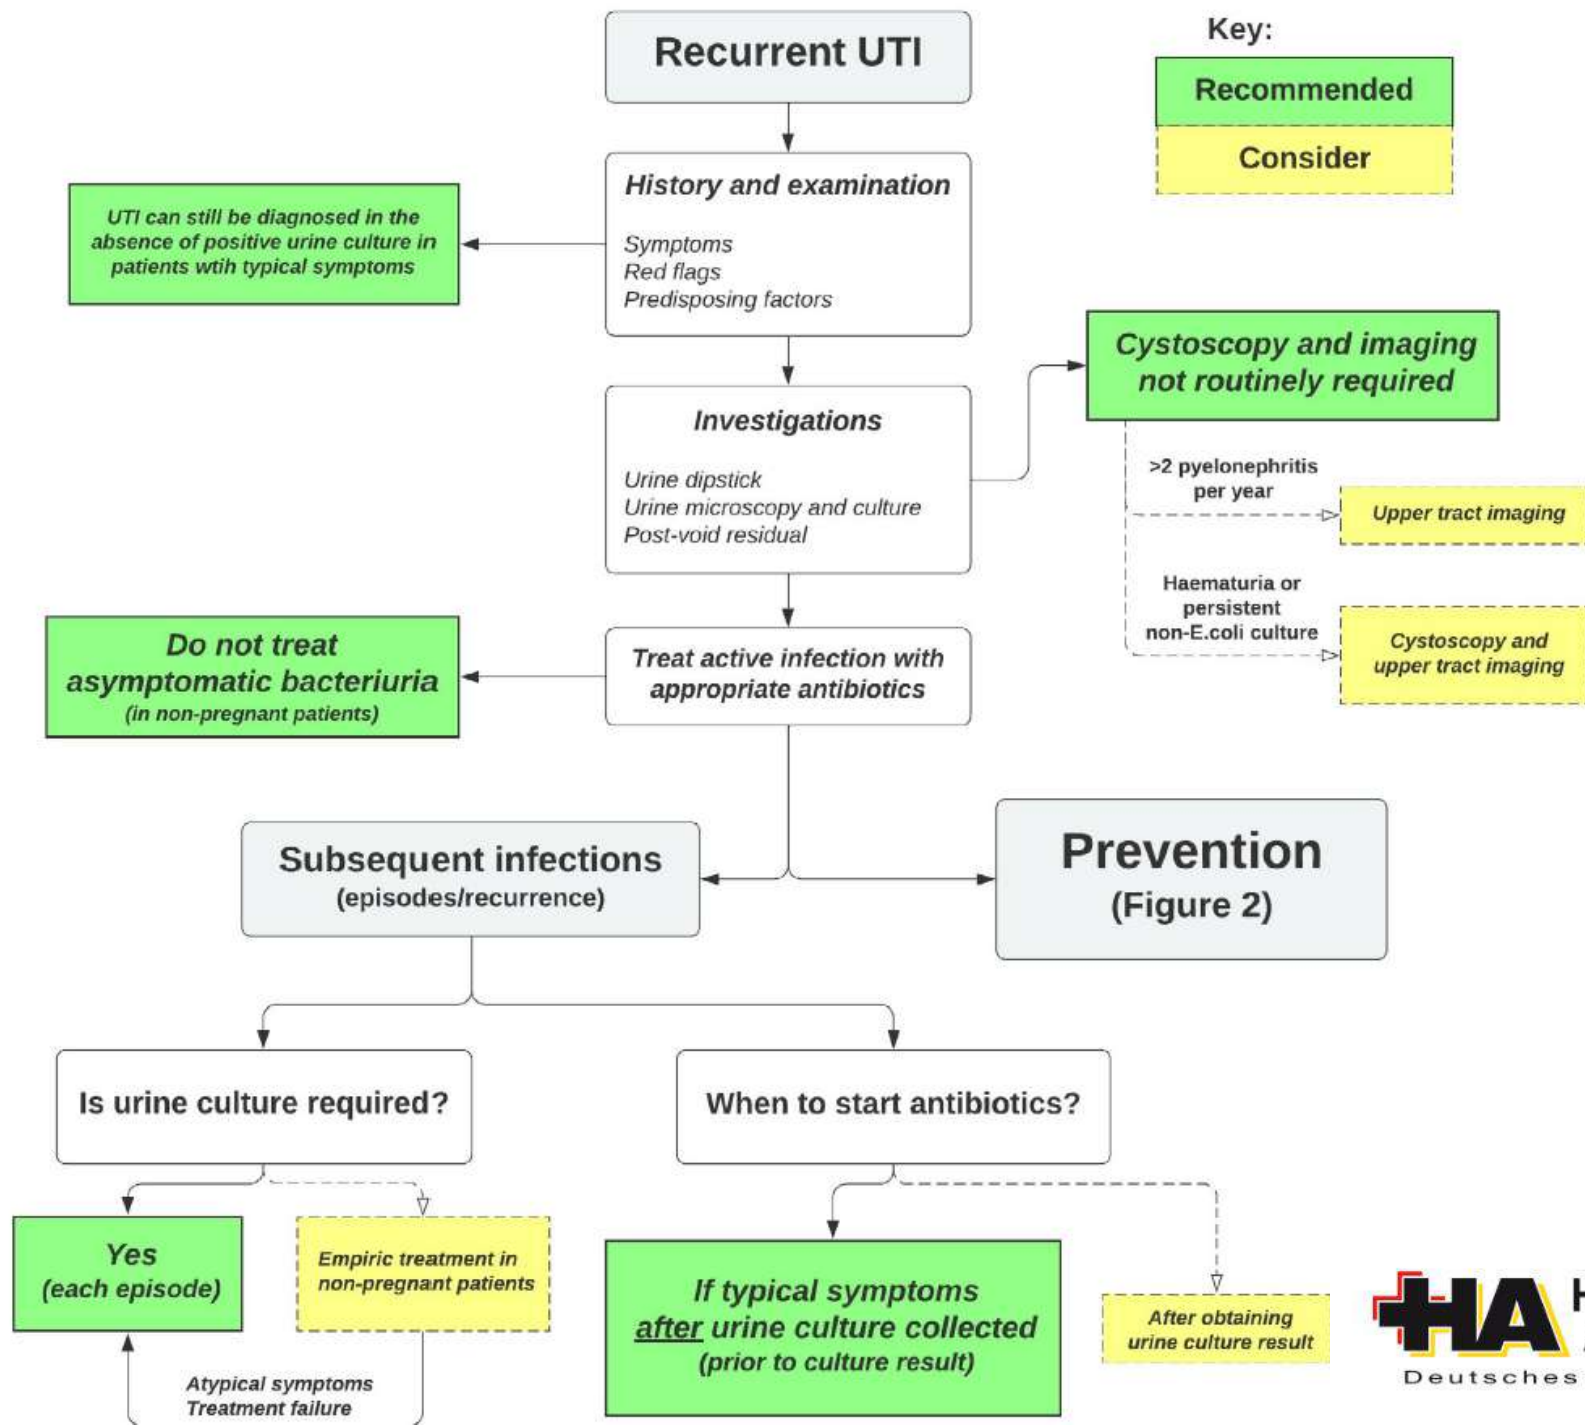 Recurrent UTI
Key:
Recommended
Consider
History and examination
Symptoms
Red flags
Predisposing factors
UTI can still be diagnosed in the
absence of positive urine culture in
patients wtih typical symptoms
Cystoscopy and imaging
not routinely required
Investigations
Urine dipstick
Urine microscopy and culture
Post-void residual
>2 pyelonephritis
per year
Upper tract imaging
Haematuria or
persistent
non-E.coli culture
Cystoscopy and
upper tract imaging
Do not treat
asymptomatic bacteriuria
(in non-pregnant patients)
Treat active infection with
appropriate antibiotics
Subsequent infections
(episodes/recurrence)
Prevention
(Figure 2)
Is urine culture required?
When to start antibiotics?
Yes
(each episode)
Empiric treatment in
non-pregnant patients
Atypical symptoms
Treatment failure
If typical symptoms
after urine culture collected
(prior to culture result)
After obtaining
urine culture result
HA
Deutsches